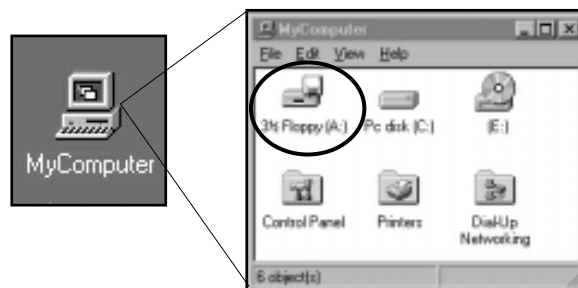 MyComputer
MyComputer
File Edit View Help
3½ Floppy (A:) Pc disk (C:) (E:)
Control Panel Printers Dial-Up
Networking
6 object(s)